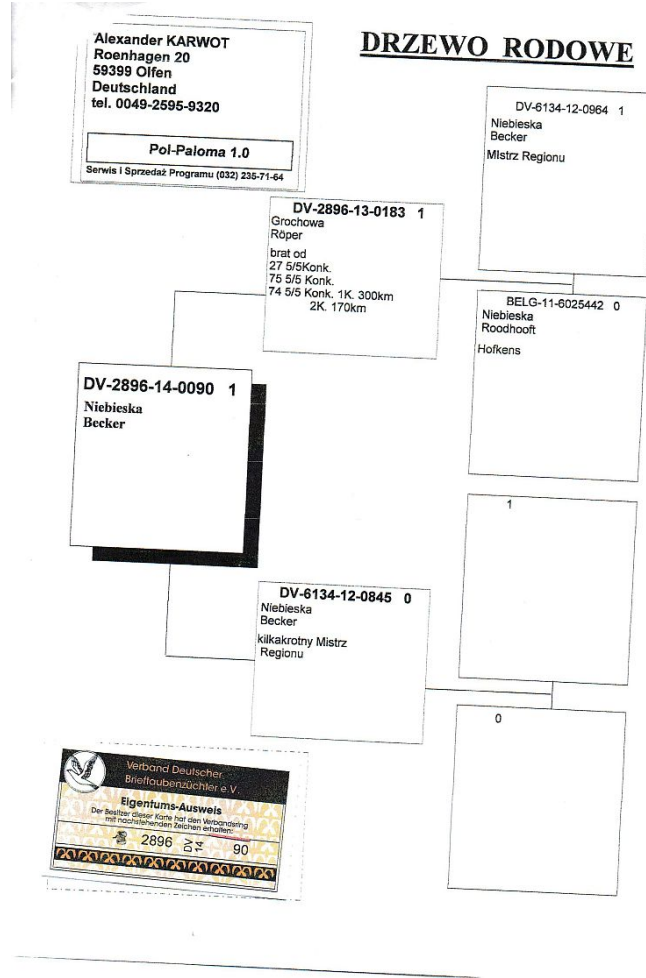 Alexander KARWOT
Roenhagen 20
59399 Olfen
Deutschland
tel. 0049-2595-9320
Pol-Paloma 1.0
Serwis i Sprzedaż Programu (032) 235-71-64
DRZEWO RODOWE
DV-6134-12-0964 1
Niebieska
Becker
MIstrz Regionu
DV-2896-13-0183 1
Grochowa
Röper
brat od
27 5/5Konk.
75 5/5 Konk.
74 5/5 Konk. 1K. 300km
2K. 170km
BELG-11-6025442 0
Niebieska
Roodhooft
Hofkens
DV-2896-14-0090 1
Niebieska
Becker
1
DV-6134-12-0845 0
Niebieska
Becker
kilkakrotny Mistrz
Regionu
0
Verband Deutscher
Brieftaubenzüchter e.V.
Eigentums-Ausweis
Der Besitzer dieser Karte hat den Verbandsring
mit nachstehenden Zeichen erhalten:
2896 DV 14 90